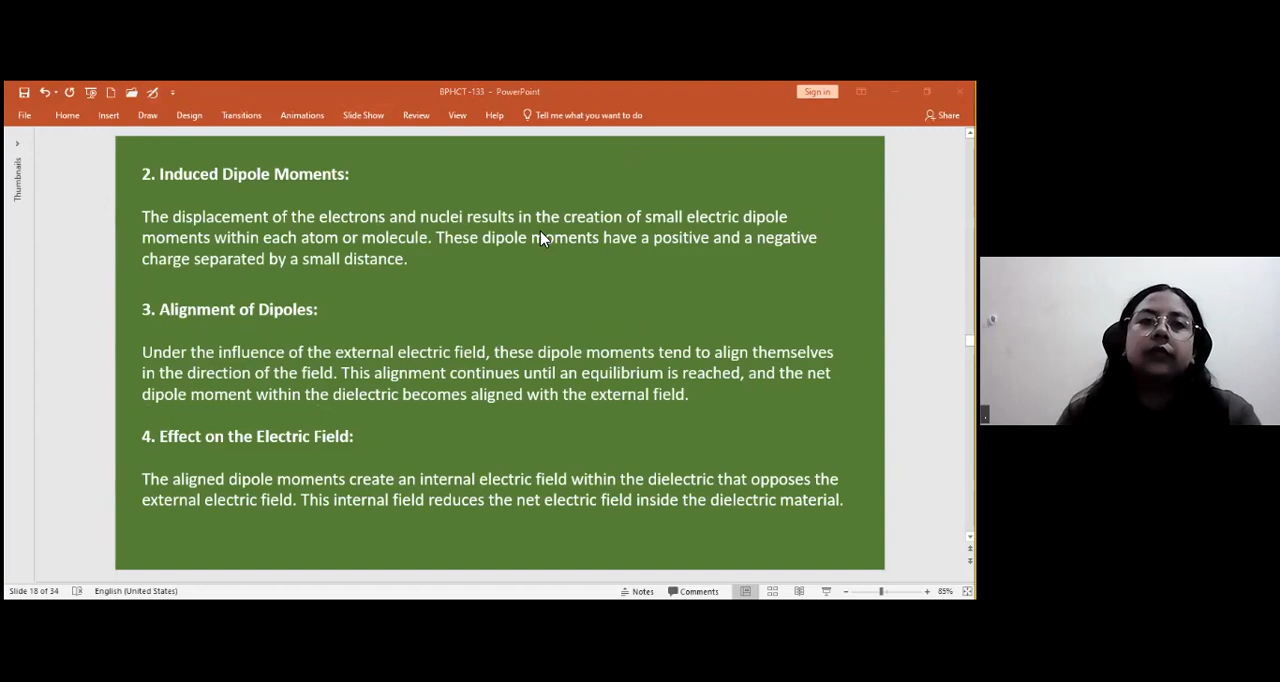 BPHCT-133 - PowerPoint
Sign in
File Home Insert Draw Design Transitions Animations Slide Show Review View Help Tell me what you want to do Share
Thumbnails
2. Induced Dipole Moments:
The displacement of the electrons and nuclei results in the creation of small electric dipole
moments within each atom or molecule. These dipole moments have a positive and a negative
charge separated by a small distance.
3. Alignment of Dipoles:
Under the influence of the external electric field, these dipole moments tend to align themselves
in the direction of the field. This alignment continues until an equilibrium is reached, and the net
dipole moment within the dielectric becomes aligned with the external field.
4. Effect on the Electric Field:
The aligned dipole moments create an internal electric field within the dielectric that opposes the
external electric field. This internal field reduces the net electric field inside the dielectric material.
Slide 18 of 34 English (United States) Notes Comments 85%